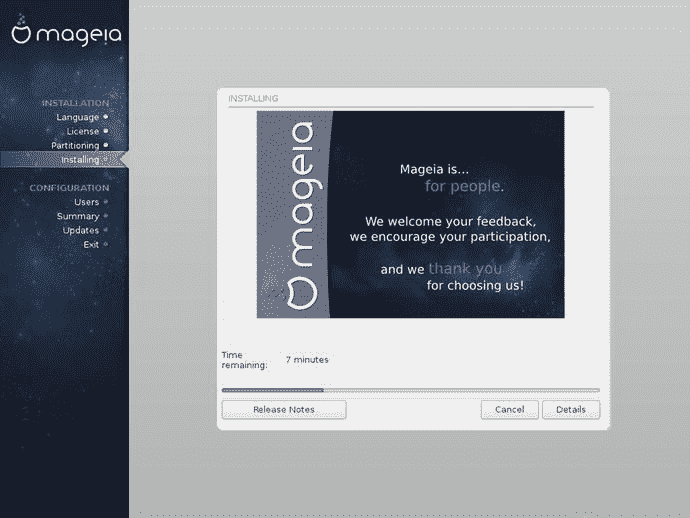 mageia
INSTALLATION
Language
License
Partitioning
Installing
CONFIGURATION
Users
Summary
Updates
Exit
INSTALLING
mageia
Mageia is...
for people.
We welcome your feedback,
we encourage your participation,
and we thank you
for choosing us!
Time
remaining:
7 minutes
Release Notes
Cancel
Details